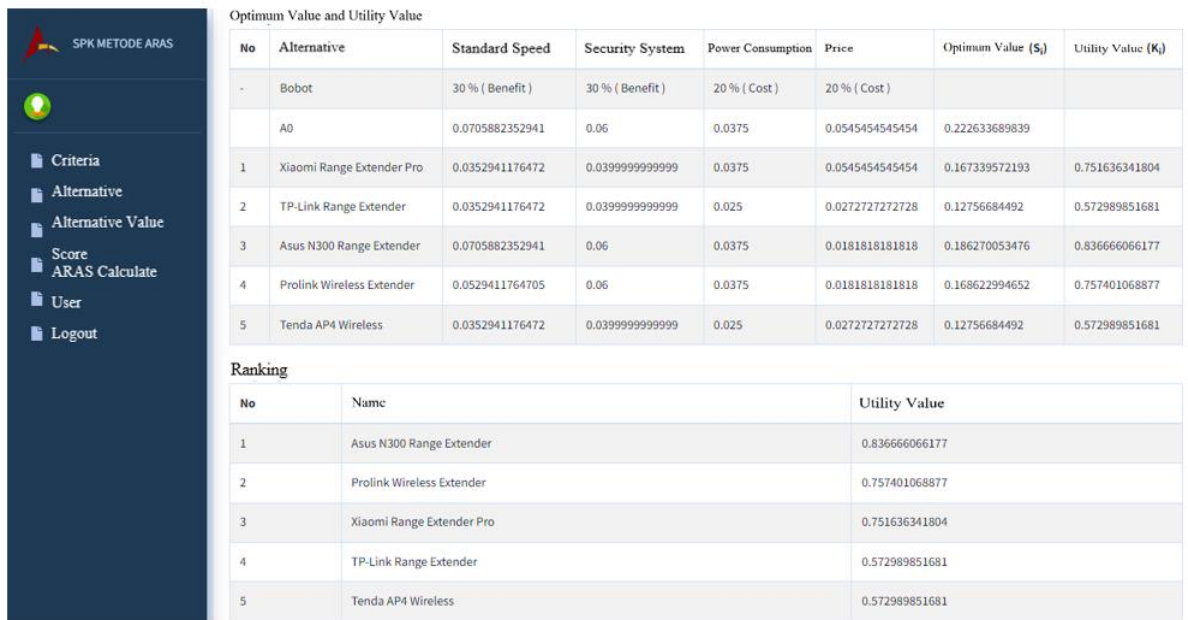 SPK METODE ARAS
Criteria
Alternative
Alternative Value
Score
ARAS Calculate
User
Logout
Optimum Value and Utility Value
No Alternative Standard Speed Security System Power Consumption Price Optimum Value (Si) Utility Value (Ki)
- Bobot 30 % ( Benefit ) 30 % ( Benefit ) 20 % ( Cost ) 20 % ( Cost )
A0 0.0705882352941 0.06 0.0375 0.0545454545454 0.222633689839
1 Xiaomi Range Extender Pro 0.0352941176472 0.0399999999999 0.0375 0.0545454545454 0.167339572193 0.751636341804
2 TP-Link Range Extender 0.0352941176472 0.0399999999999 0.025 0.0272727272728 0.12756684492 0.572989851681
3 Asus N300 Range Extender 0.0705882352941 0.06 0.0375 0.0181818181818 0.186270053476 0.836666066177
4 Prolink Wireless Extender 0.0529411764705 0.06 0.0375 0.0181818181818 0.168622994652 0.757401068877
5 Tenda AP4 Wireless 0.0352941176472 0.0399999999999 0.025 0.0272727272728 0.12756684492 0.572989851681
Ranking
No Name Utility Value
1 Asus N300 Range Extender 0.836666066177
2 Prolink Wireless Extender 0.757401068877
3 Xiaomi Range Extender Pro 0.751636341804
4 TP-Link Range Extender 0.572989851681
5 Tenda AP4 Wireless 0.572989851681